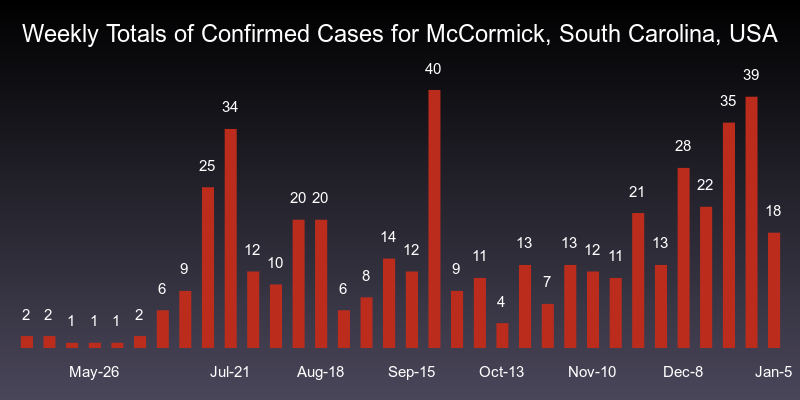 Weekly Totals of Confirmed Cases for McCormick, South Carolina, USA
2 2 1 1 1 2 6 9 25 34 12 10 20 20 6 8 14 12 40 9 11 4 13 7 13 12 11 21 13 28 22 35 39 18
May-26 Jul-21 Aug-18 Sep-15 Oct-13 Nov-10 Dec-8 Jan-5